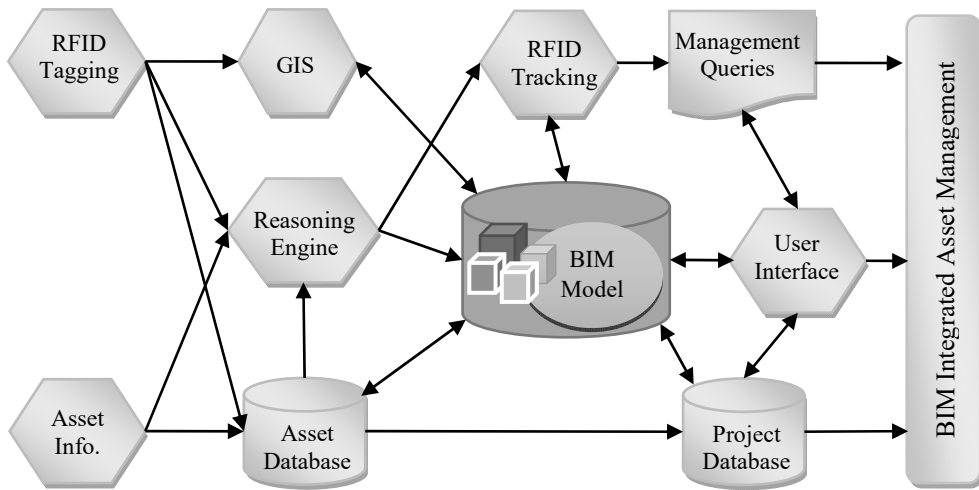 RFID
Tagging
GIS
RFID
Tracking
Management
Queries
Reasoning
Engine
BIM
Model
User
Interface
Asset
Info.
Asset
Database
Project
Database
BIM Integrated Asset Management